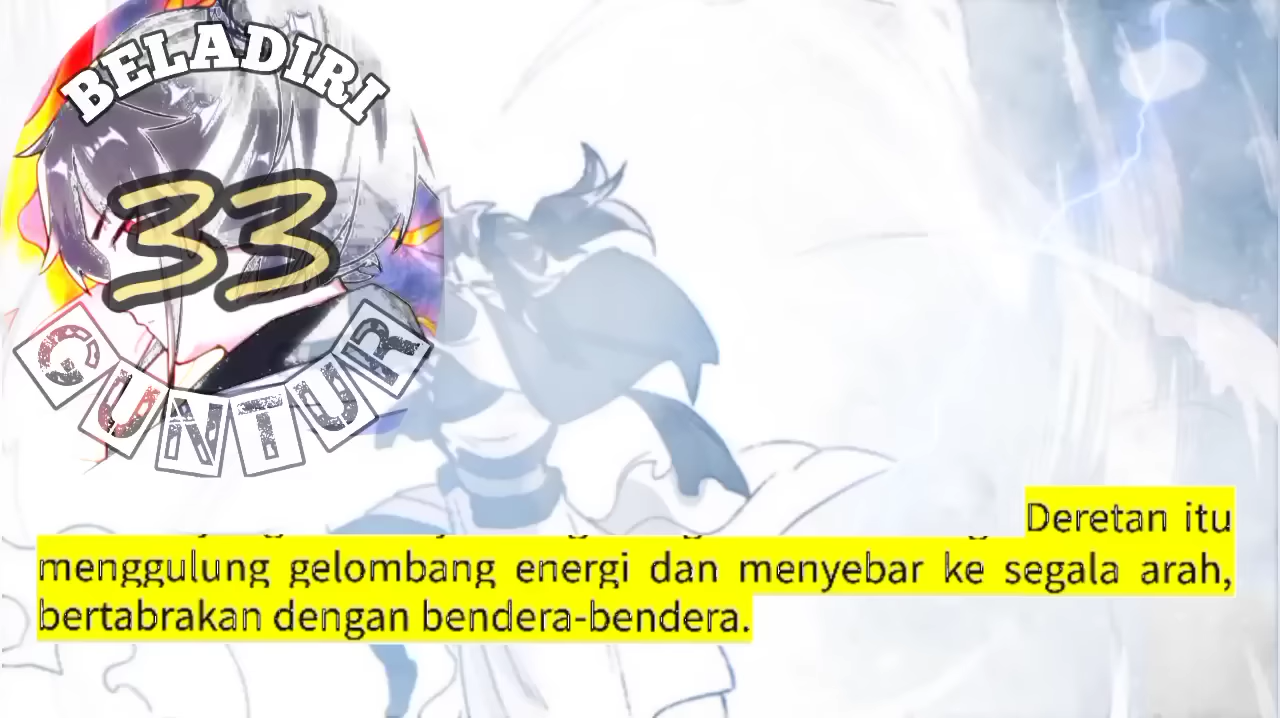 BELADIRI
33
GUNTUR
Deretan itu
menggulung gelombang energi dan menyebar ke segala arah,
bertabrakan dengan bendera-bendera.